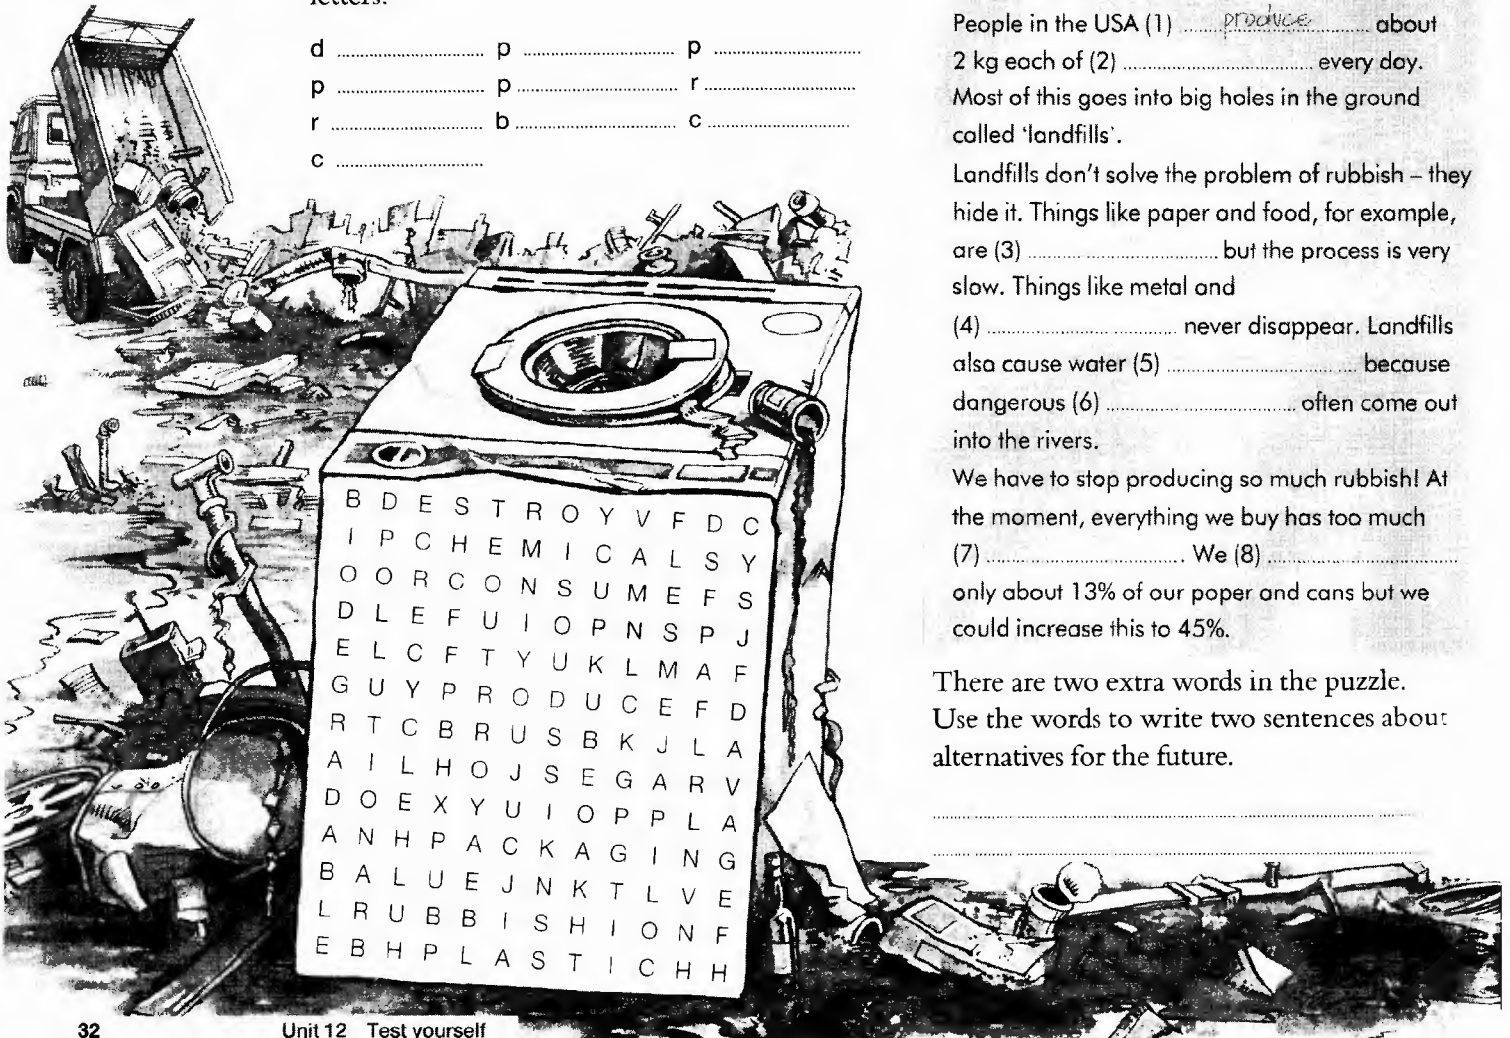 letters.
d .................... p .................... p ....................
p .................... p .................... r ....................
r .................... b .................... c ....................
c ....................
B D E S T R O Y V F D C
I P C H E M I C A L S Y
O O R C O N S U M E F S
D L E F U I O P N S P J
E L C F T Y U K L M A F
G U Y P R O D U C E F D
R T C B R U S B K J L A
A I L H O J S E G A R V
D O E X Y U I O P P L A
A N H P A C K A G I N G
B A L U E J N K T L V E
L R U B B I S H I O N F
E B H P L A S T I C H H
People in the USA (1) ....produce.... about
2 kg each of (2) .................... every day.
Most of this goes into big holes in the ground
called 'landfills'.
Landfills don't solve the problem of rubbish – they
hide it. Things like paper and food, for example,
are (3) .................... but the process is very
slow. Things like metal and
(4) .................... never disappear. Landfills
also cause water (5) .................... because
dangerous (6) .................... often come out
into the rivers.
We have to stop producing so much rubbish! At
the moment, everything we buy has too much
(7) .................... . We (8) ....................
only about 13% of our paper and cans but we
could increase this to 45%.
There are two extra words in the puzzle.
Use the words to write two sentences about
alternatives for the future.
....................
....................
32 Unit 12 Test yourself